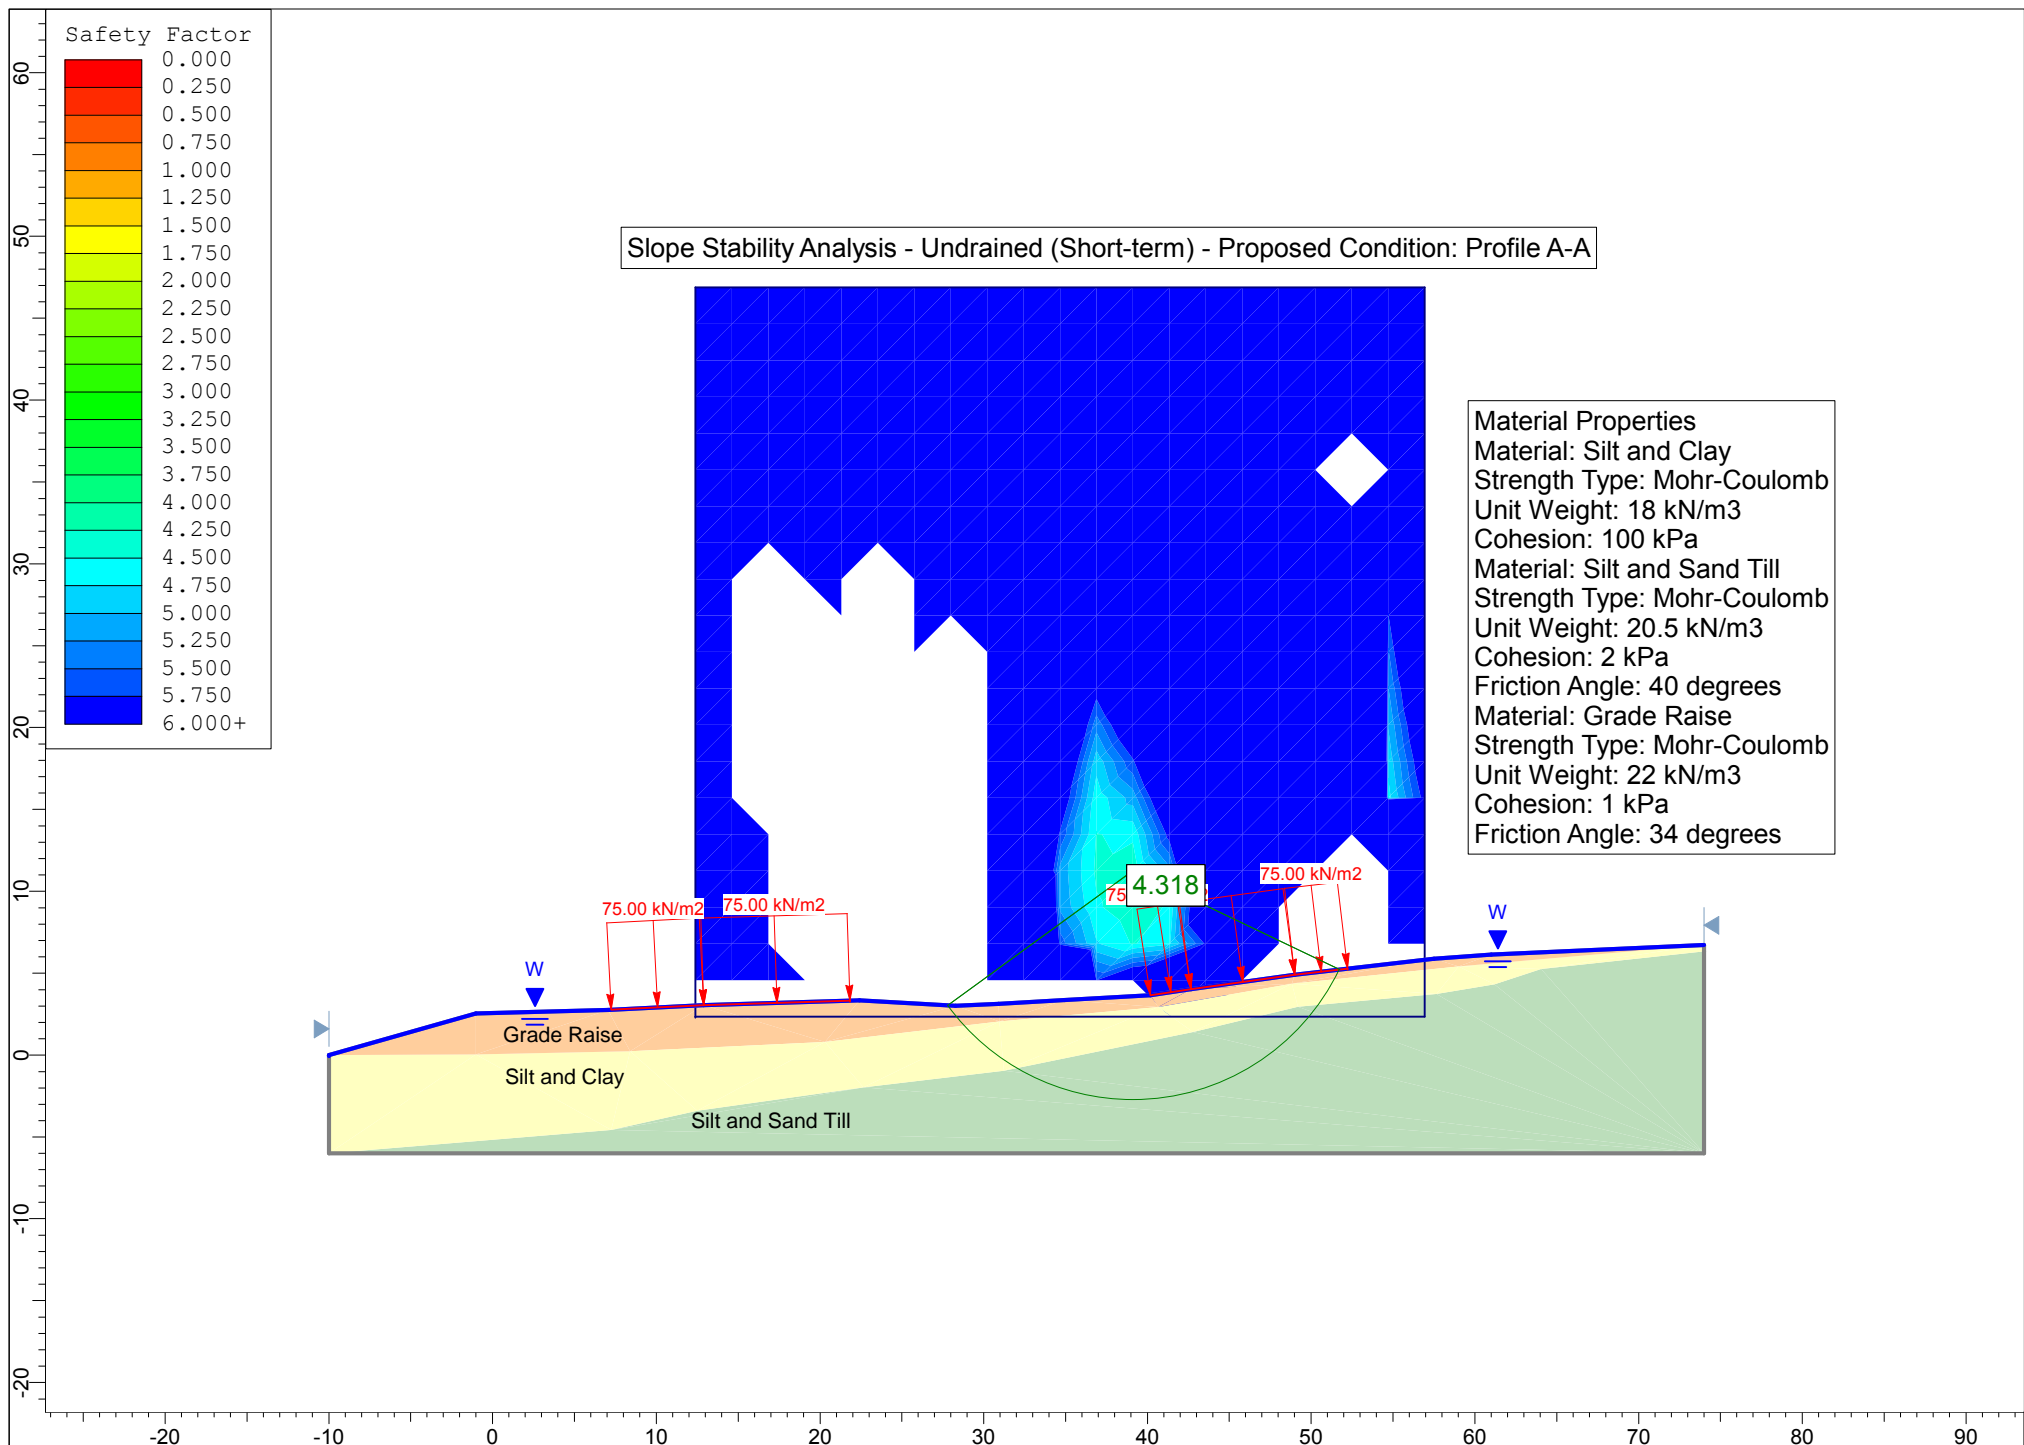 Safety Factor
0.000
0.250
0.500
0.750
1.000
1.250
1.500
1.750
2.000
2.250
2.500
2.750
3.000
3.250
3.500
3.750
4.000
4.250
4.500
4.750
5.000
5.250
5.500
5.750
6.000+
Slope Stability Analysis - Undrained (Short-term) - Proposed Condition: Profile A-A
Material Properties
Material: Silt and Clay
Strength Type: Mohr-Coulomb
Unit Weight: 18 kN/m3
Cohesion: 100 kPa
Material: Silt and Sand Till
Strength Type: Mohr-Coulomb
Unit Weight: 20.5 kN/m3
Cohesion: 2 kPa
Friction Angle: 40 degrees
Material: Grade Raise
Strength Type: Mohr-Coulomb
Unit Weight: 22 kN/m3
Cohesion: 1 kPa
Friction Angle: 34 degrees
75.00 kN/m2
75.00 kN/m2
75
4.318
75.00 kN/m2
W
W
Grade Raise
Silt and Clay
Silt and Sand Till
60
50
40
30
20
10
0
-10
-20
-20 -10 0 10 20 30 40 50 60 70 80 90